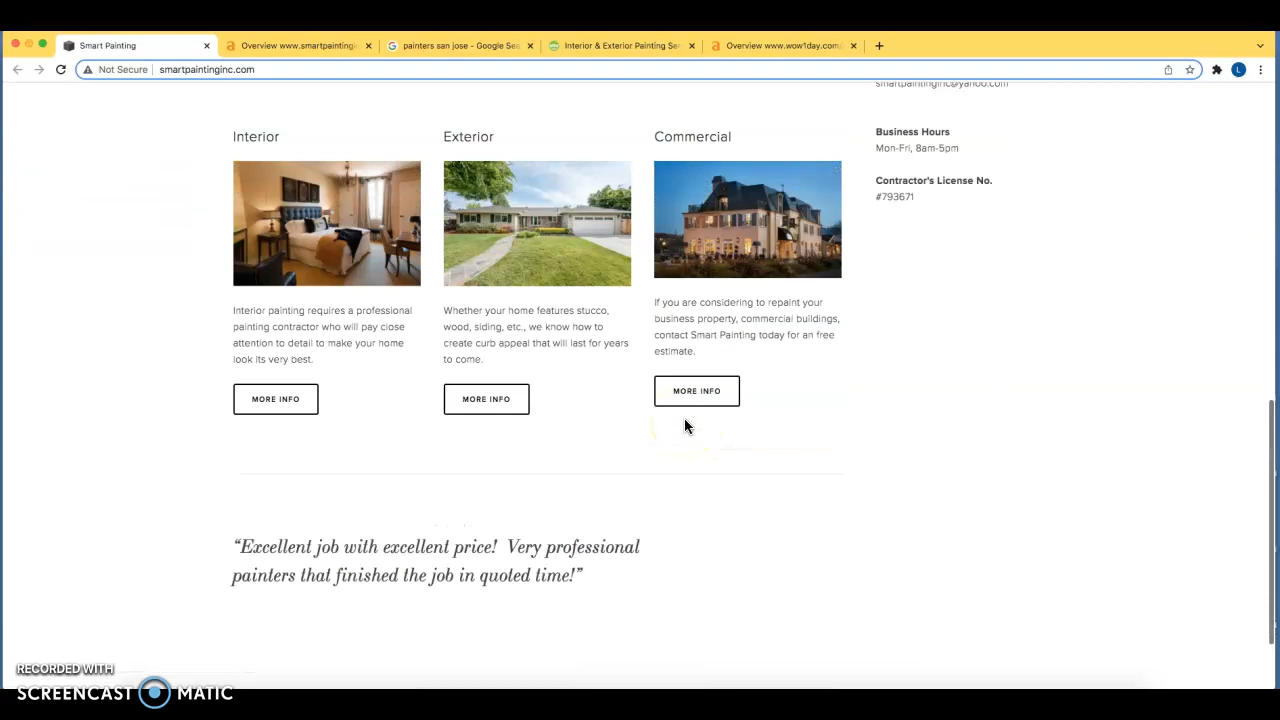 Smart Painting
Overview www.smartpainting
painters san jose - Google Sea
Interior & Exterior Painting Se
Overview www.wow1day.com/
Not Secure
smartpaintinginc.com
L
smartpaintinginc@yahoo.com
Business Hours
Mon-Fri, 8am-5pm
Contractor's License No.
#793671
Interior
Interior painting requires a professional
painting contractor who will pay close
attention to detail to make your home
look its very best.
MORE INFO
Exterior
Whether your home features stucco,
wood, siding, etc., we know how to
create curb appeal that will last for years
to come.
MORE INFO
Commercial
If you are considering to repaint your
business property, commercial buildings,
contact Smart Painting today for an free
estimate.
MORE INFO
“Excellent job with excellent price! Very professional
painters that finished the job in quoted time!”
RECORDED WITH
SCREENCAST MATIC